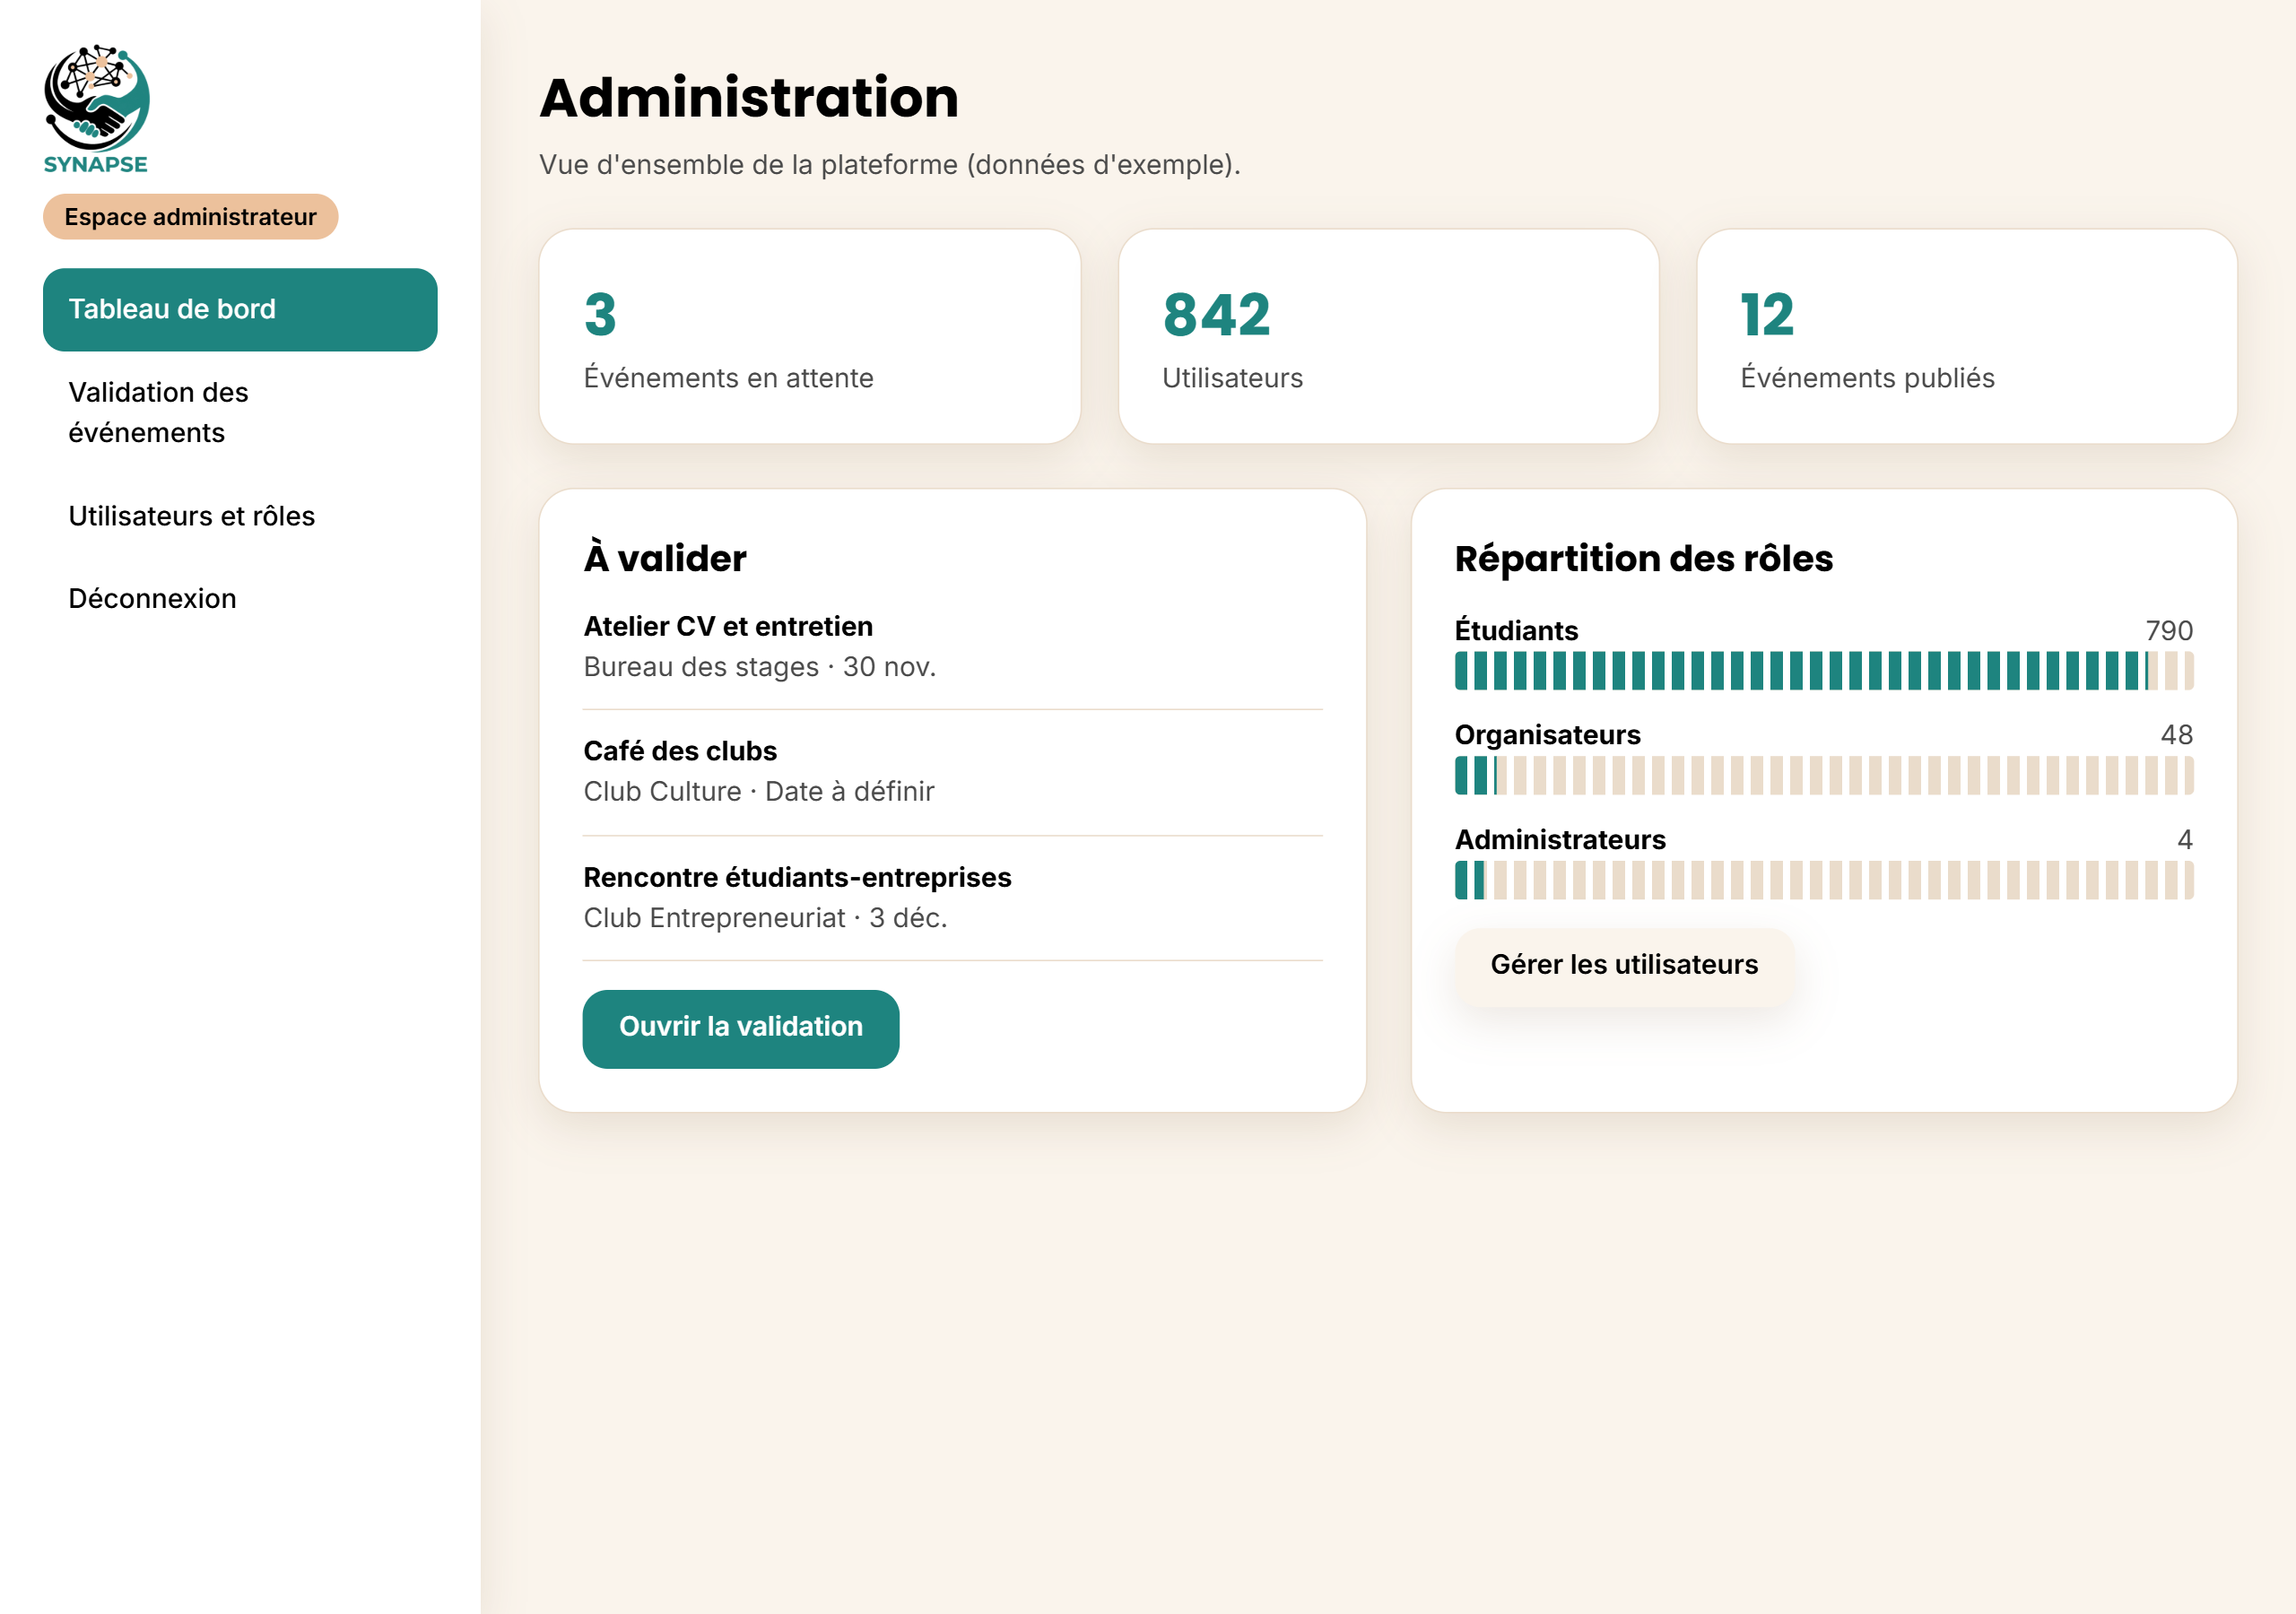 SYNAPSE
Espace administrateur
Tableau de bord
Validation des
événements
Utilisateurs et rôles
Déconnexion
Administration
Vue d'ensemble de la plateforme (données d'exemple).
3
Événements en attente
842
Utilisateurs
12
Événements publiés
À valider
Atelier CV et entretien
Bureau des stages · 30 nov.
Café des clubs
Club Culture · Date à définir
Rencontre étudiants-entreprises
Club Entrepreneuriat · 3 déc.
Ouvrir la validation
Répartition des rôles
Étudiants 790
Organisateurs 48
Administrateurs 4
Gérer les utilisateurs